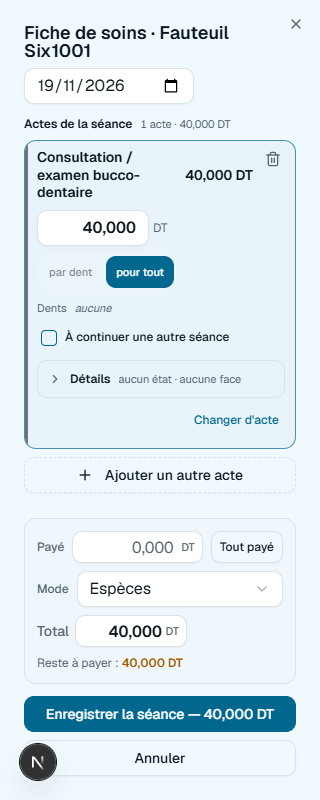 Fiche de soins · Fauteuil
Six1001
19/11/2026
Actes de la séance 1 acte · 40,000 DT
Consultation /
examen bucco-
dentaire
40,000 DT
40,000 DT
par dent pour tout
Dents aucune
À continuer une autre séance
Détails aucun état · aucune face
Changer d'acte
+ Ajouter un autre acte
Payé 0,000 DT Tout payé
Mode Espèces
Total 40,000 DT
Reste à payer : 40,000 DT
Enregistrer la séance — 40,000 DT
N Annuler